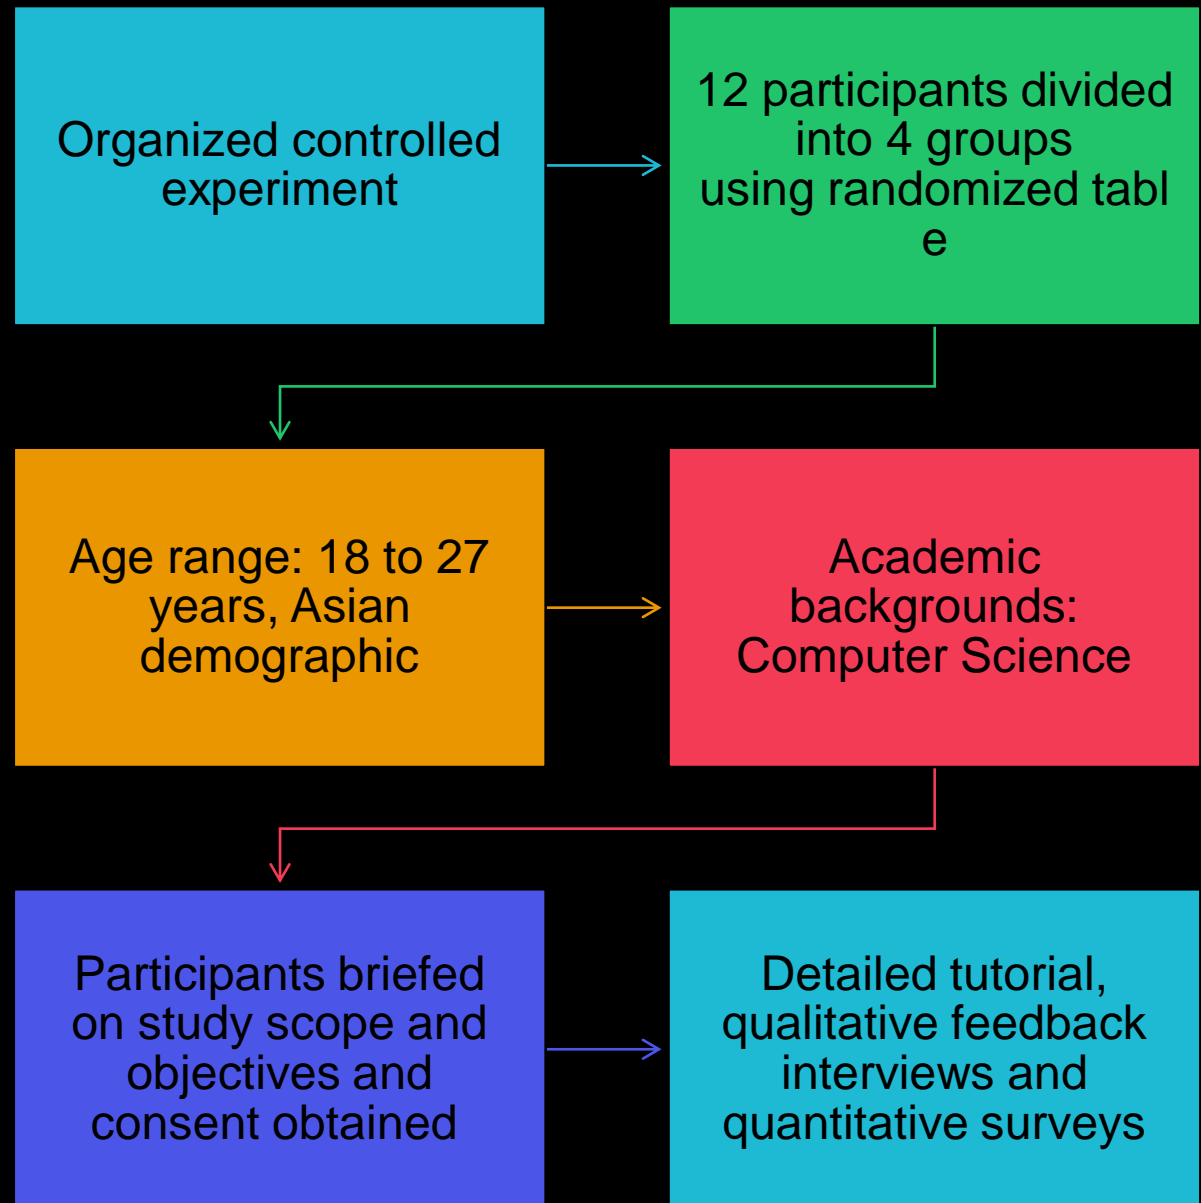 Organized controlled
experiment
12 participants divided
into 4 groups
using randomized tabl
e
Age range: 18 to 27
years, Asian
demographic
Academic
backgrounds:
Computer Science
Participants briefed
on study scope and
objectives and
consent obtained
Detailed tutorial,
qualitative feedback
interviews and
quantitative surveys